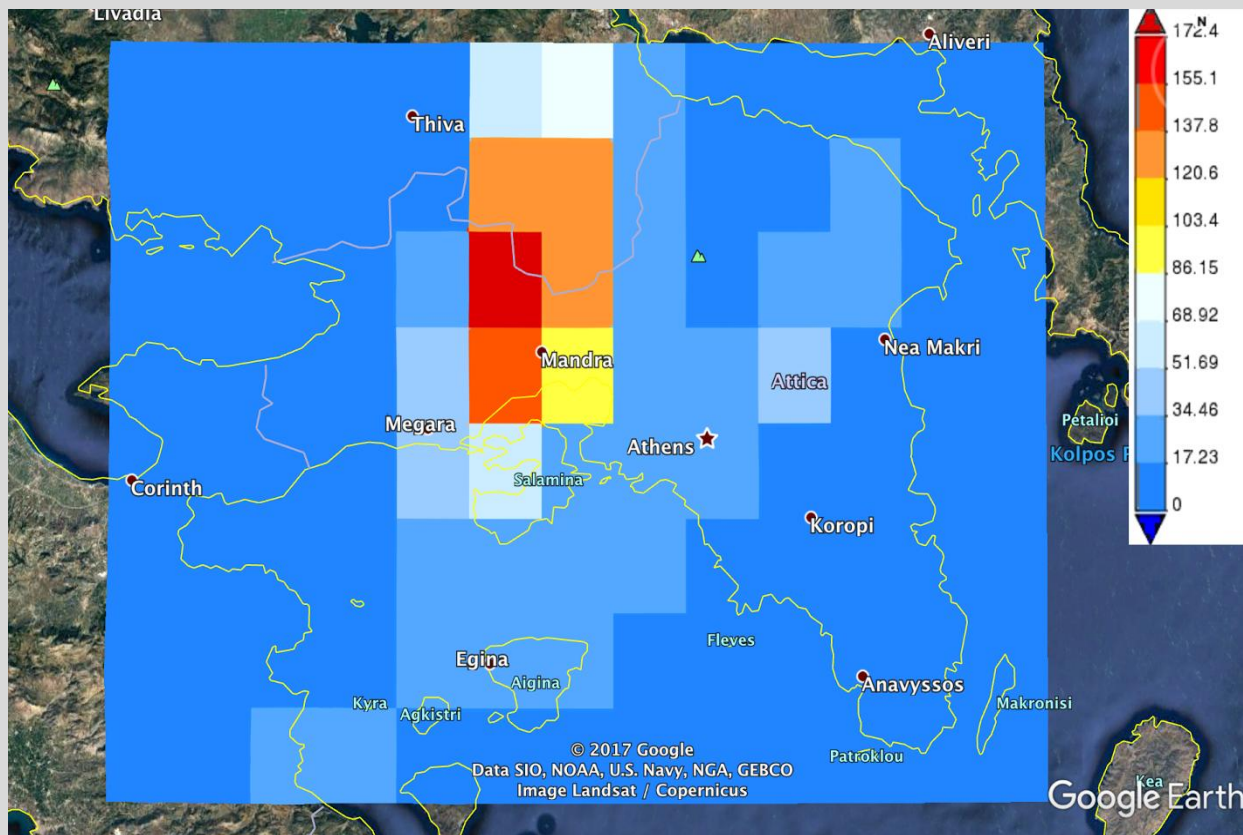 Livadia
N
172.4
Aliveri
155.1
Thiva
137.8
120.6
103.4
86.15
68.92
Nea Makri
Mandra
51.69
Attica
34.46
Petalioi
Megara
Athens
Kolpos P
17.23
Salamina
Corinth
0
Koropi
Fleves
Egina
Aigina
Anavyssos
Kyra
Agkistri
Makronisi
© 2017 Google
Patroklou
Data SIO, NOAA, U.S. Navy, NGA, GEBCO
Kea
Image Landsat / Copernicus
Google Earth